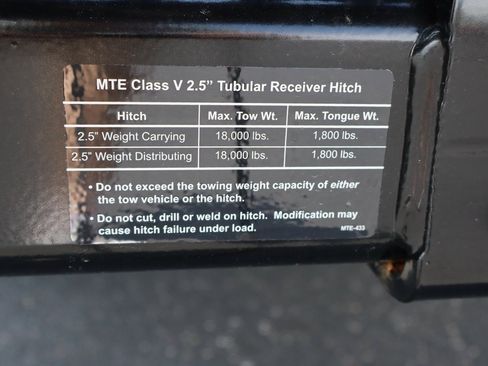 MTE Class V 2.5” Tubular Receiver Hitch
Hitch Max. Tow Wt. Max. Tongue Wt.
2.5” Weight Carrying 18,000 lbs. 1,800 lbs.
2.5” Weight Distributing 18,000 lbs. 1,800 lbs.
• Do not exceed the towing weight capacity of either
the tow vehicle or the hitch.
• Do not cut, drill or weld on hitch. Modification may
cause hitch failure under load.
MTE-433